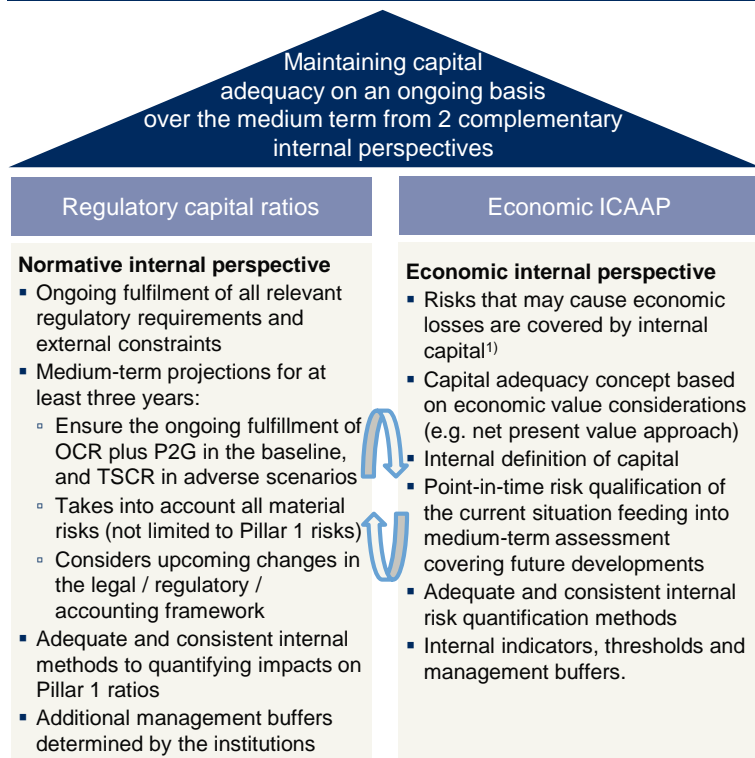 Maintaining capital
adequacy on an ongoing basis
over the medium term from 2 complementary
internal perspectives
Regulatory capital ratios
Normative internal perspective
▪ Ongoing fulfilment of all relevant
regulatory requirements and
external constraints
▪ Medium-term projections for at
least three years:
▫ Ensure the ongoing fulfillment of
OCR plus P2G in the baseline,
and TSCR in adverse scenarios
▫ Takes into account all material
risks (not limited to Pillar 1 risks)
▫ Considers upcoming changes in
the legal / regulatory /
accounting framework
▪ Adequate and consistent internal
methods to quantifying impacts on
Pillar 1 ratios
▪ Additional management buffers
determined by the institutions
Economic ICAAP
Economic internal perspective
▪ Risks that may cause economic
losses are covered by internal
capital1)
▪ Capital adequacy concept based
on economic value considerations
(e.g. net present value approach)
▪ Internal definition of capital
▪ Point-in-time risk qualification of
the current situation feeding into
medium-term assessment
covering future developments
▪ Adequate and consistent internal
risk quantification methods
▪ Internal indicators, thresholds and
management buffers.